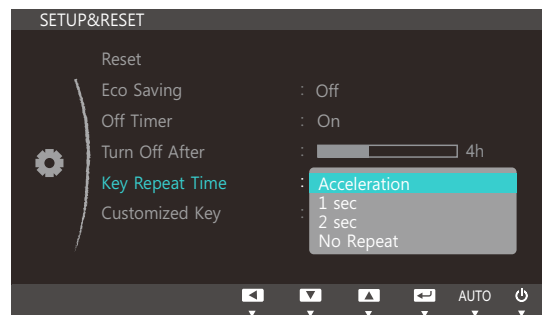 SETUP&RESET
Reset
Eco Saving : Off
Off Timer : On
Turn Off After : 4h
Key Repeat Time : Acceleration
1 sec
Customized Key :
2 sec
No Repeat
AUTO